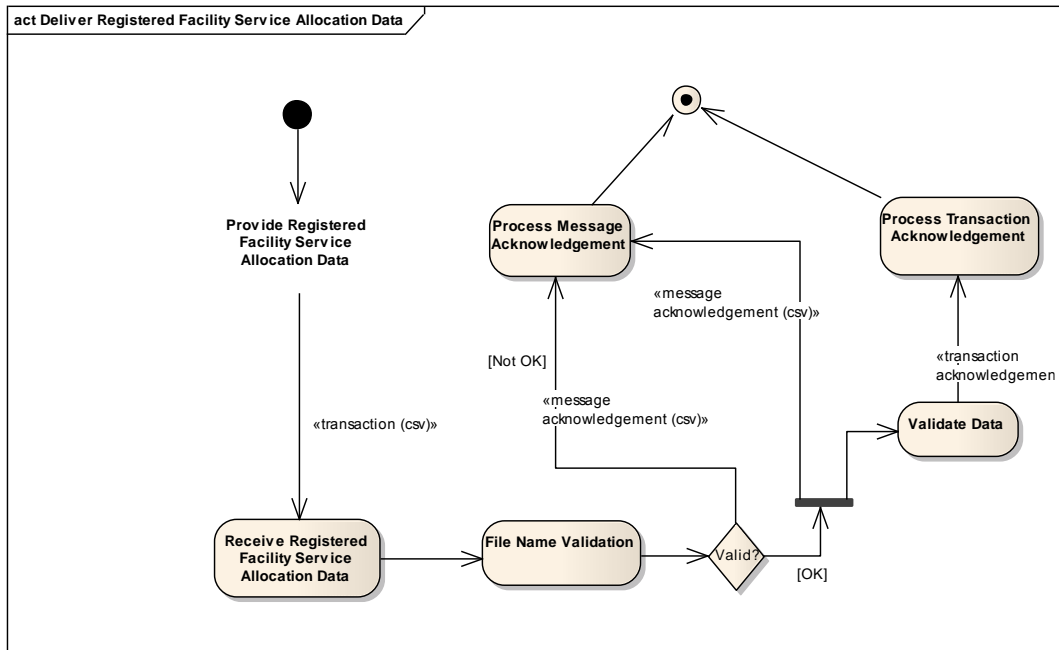 act Deliver Registered Facility Service Allocation Data
Provide Registered
Facility Service
Allocation Data
Process Message
Acknowledgement
Process Transaction
Acknowledgement
«message
acknowledgement (csv)»
[Not OK]
«transaction
acknowledgemen
«message
acknowledgement (csv)»
«transaction (csv)»
Validate Data
Receive Registered
Facility Service
Allocation Data
File Name Validation
Valid?
[OK]